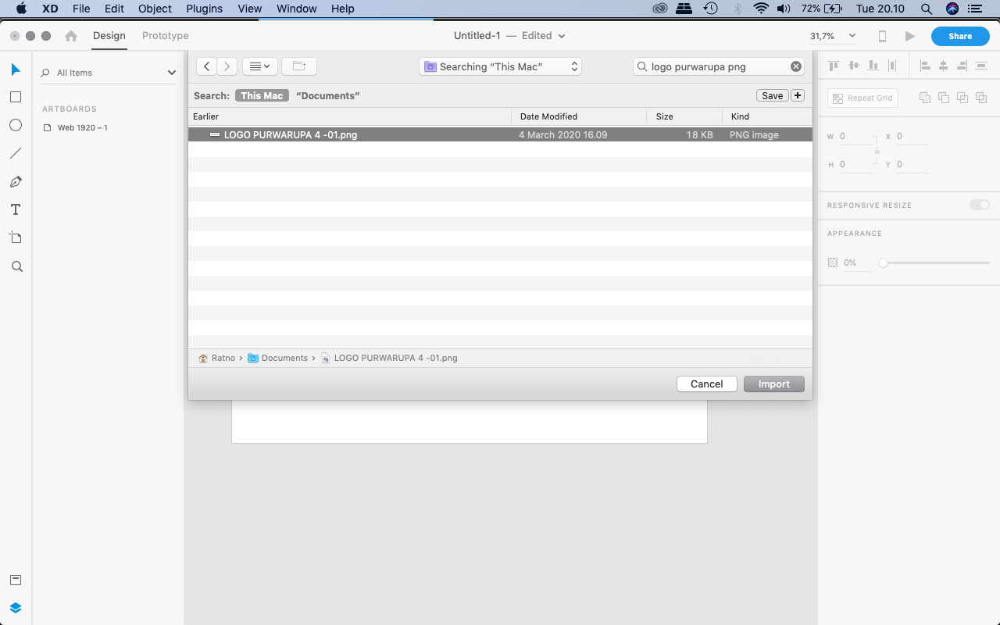 XD File Edit Object Plugins View Window Help 72% Tue 20.10
Design Prototype Untitled-1 — Edited 31,7% Share
All Items
ARTBOARDS
Web 1920 – 1
Searching “This Mac” logo purwarupa png
Search: This Mac “Documents” Save +
Earlier Date Modified Size Kind
LOGO PURWARUPA 4 -01.png 4 March 2020 16.09 18 KB PNG image
Ratno › Documents › LOGO PURWARUPA 4 -01.png
Cancel Import
Repeat Grid
W 0 X 0
H 0 Y 0
RESPONSIVE RESIZE
APPEARANCE
0%